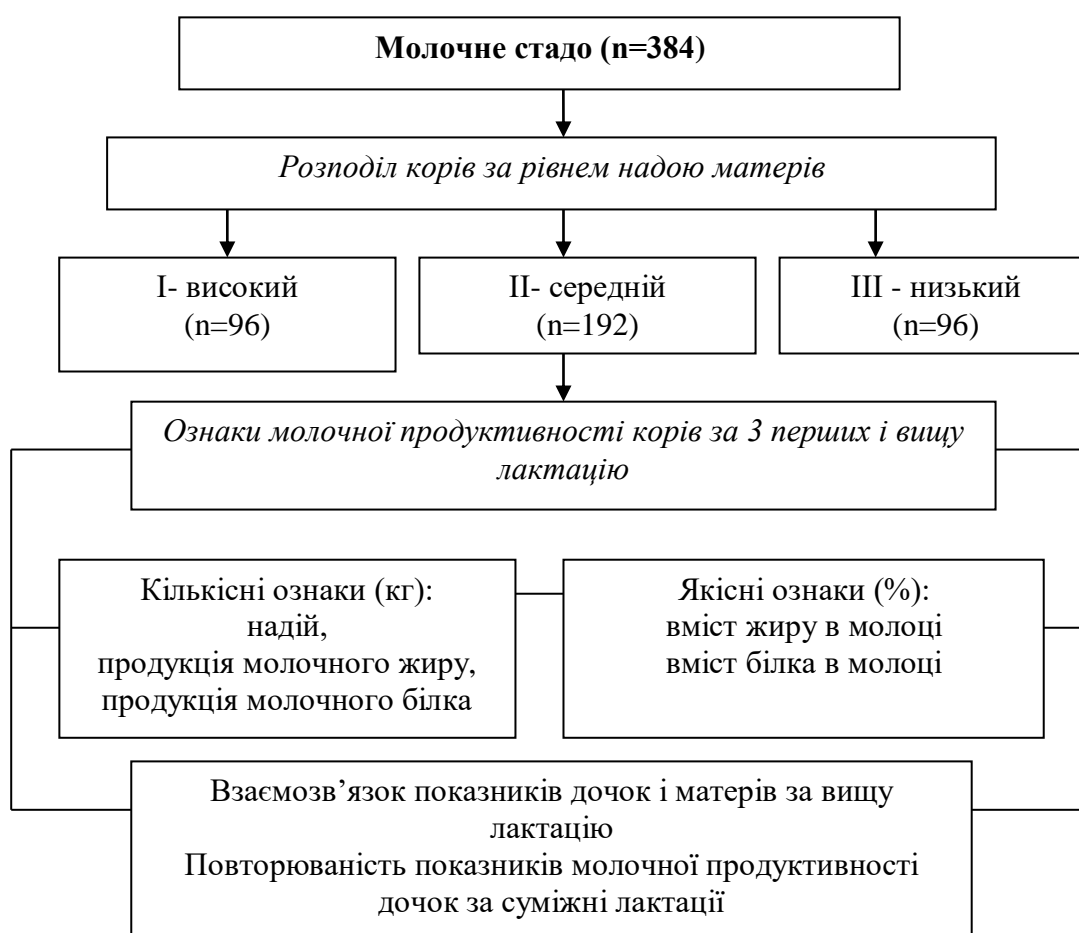 Молочне стадо (n=384)
Розподіл корів за рівнем надою матерів
І- високий
(n=96)
ІІ- середній
(n=192)
ІІІ - низький
(n=96)
Ознаки молочної продуктивності корів за 3 перших і вищу
лактацію
Кількісні ознаки (кг):
надій,
продукція молочного жиру,
продукція молочного білка
Якісні ознаки (%):
вміст жиру в молоці
вміст білка в молоці
Взаємозв’язок показників дочок і матерів за вищу
лактацію
Повторюваність показників молочної продуктивності
дочок за суміжні лактації